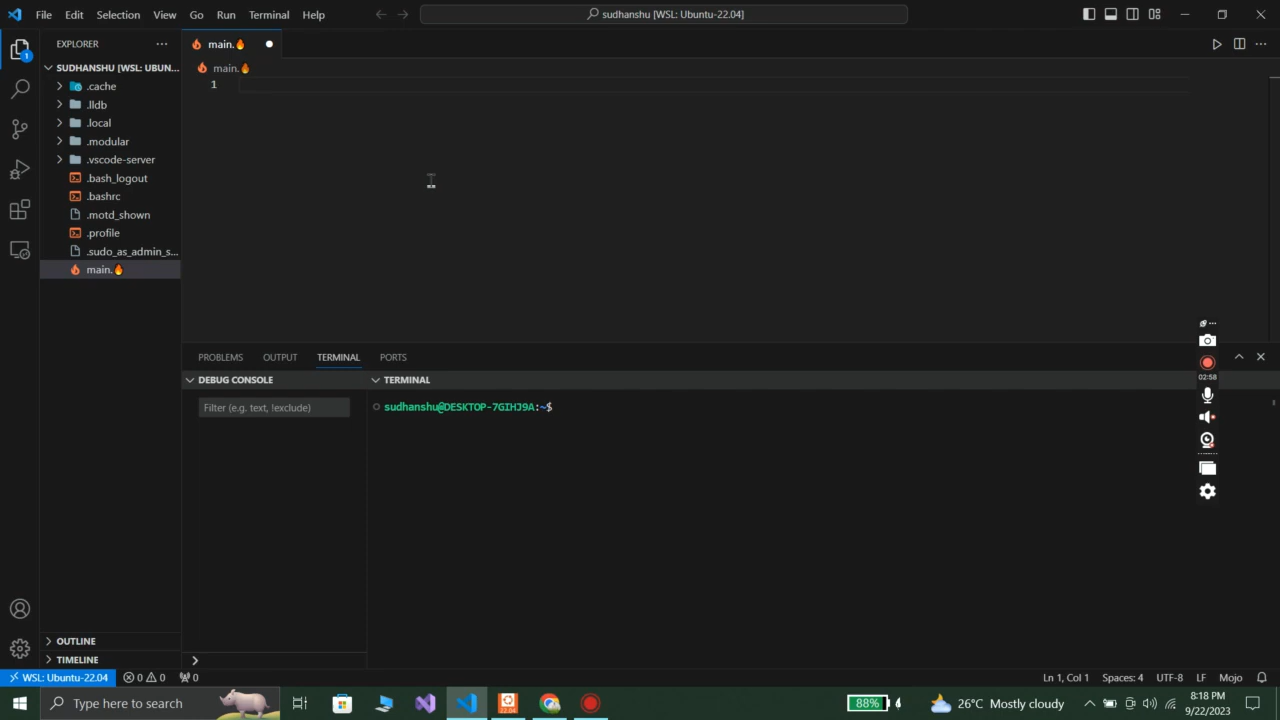 File Edit Selection View Go Run Terminal Help
sudhanshu [WSL: Ubuntu-22.04]
EXPLORER
main.🔥
SUDHANSHU [WSL: UBUN...
main.🔥
1
.cache
.lldb
.local
.modular
.vscode-server
.bash_logout
.bashrc
.motd_shown
.profile
.sudo_as_admin_s...
main.🔥
PROBLEMS OUTPUT TERMINAL PORTS
DEBUG CONSOLE
TERMINAL
Filter (e.g. text, !exclude)
sudhanshu@DESKTOP-7GIHJ9A:~$
02:58
1
OUTLINE
TIMELINE
WSL: Ubuntu-22.04 0 0 0
Ln 1, Col 1 Spaces: 4 UTF-8 LF Mojo
Type here to search
22.04
88%
26°C Mostly cloudy
8:18 PM
9/22/2023